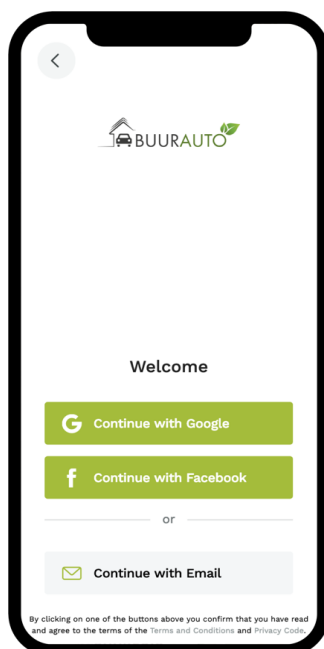 BUURAUTO
Welcome
Continue with Google
Continue with Facebook
or
Continue with Email
By clicking on one of the buttons above you confirm that you have read
and agree to the terms of the Terms and Conditions and Privacy Code.